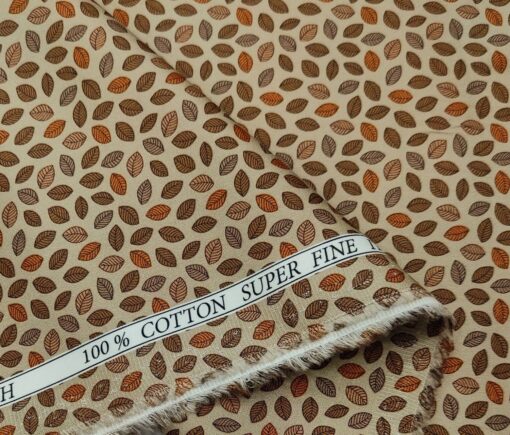 H 100% COTTON SUPER FINE